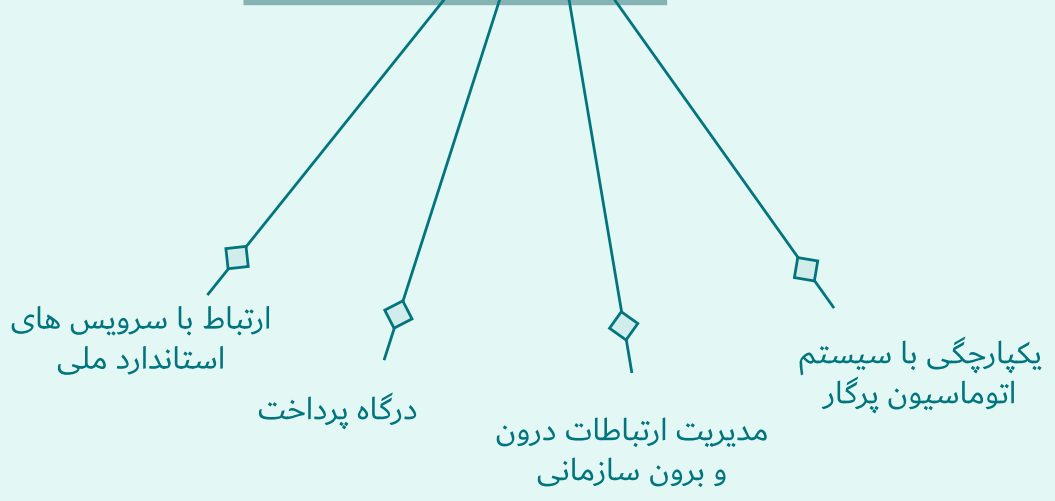 یکپارچگی با سیستم
اتوماسیون پرگار
مدیریت ارتباطات درون
و برون سازمانی
درگاه پرداخت
ارتباط با سرویس های
استاندارد ملی